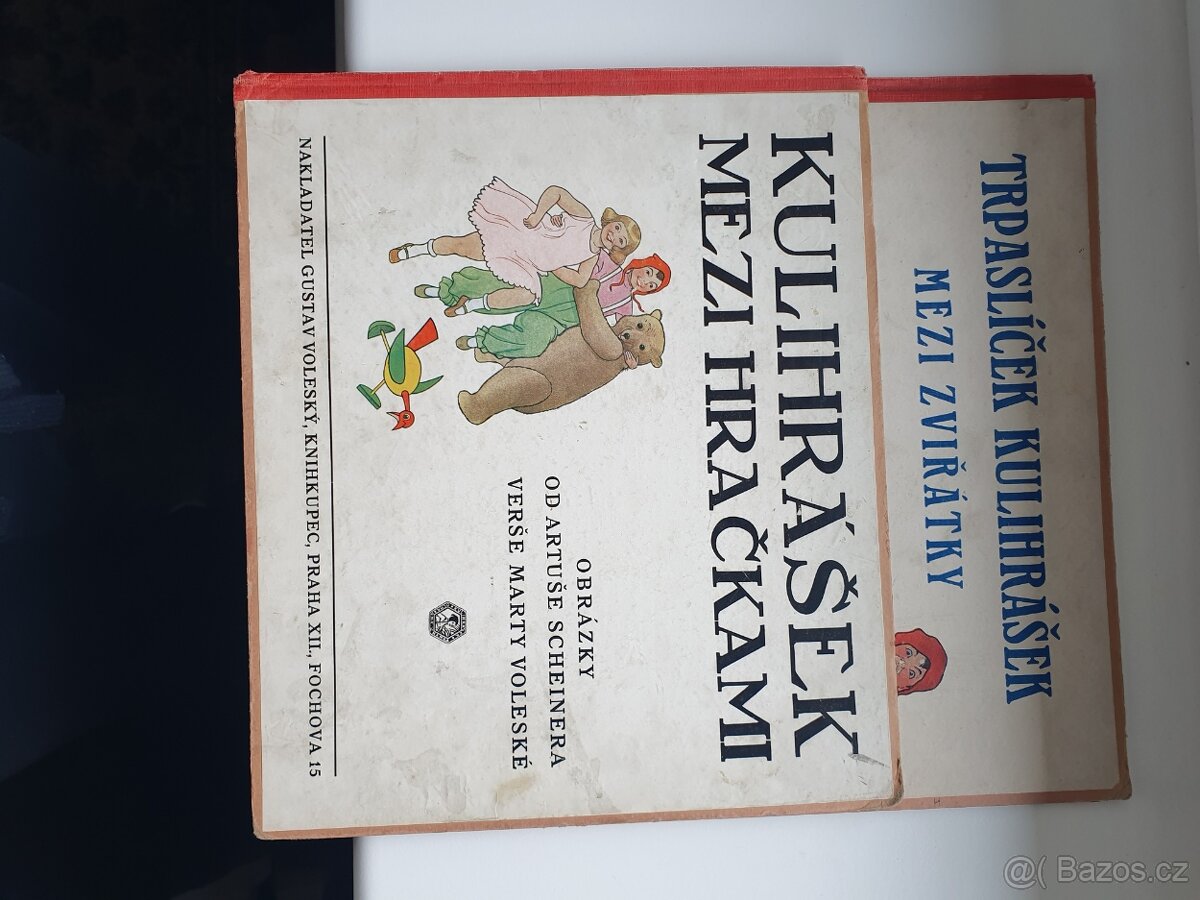 TRPASLÍČEK KULIHRÁŠEK
MEZI ZVIŘÁTKY
KULIHRÁŠEK
MEZI HRAČKAMI
OBRÁZKY
OD ARTUŠE SCHEINERA
VERŠE MARTY VOLESKÉ
NAKLADATEL GUSTAV VOLESKÝ, KNIHKUPEC, PRAHA XII., FOCHOVA 15
@( Bazos.cz